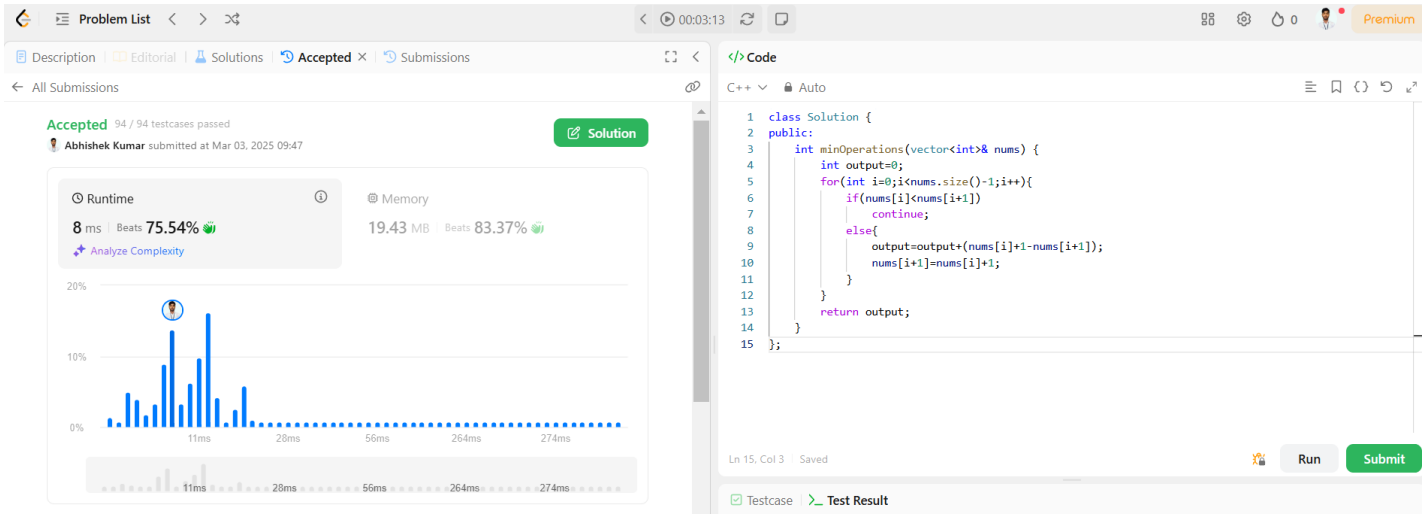 Problem List
00:03:13
0
Premium
Description
Editorial
Solutions
Accepted
Submissions
All Submissions
Accepted 94 / 94 testcases passed
Abhishek Kumar submitted at Mar 03, 2025 09:47
Solution
Runtime
8 ms Beats 75.54%
Analyze Complexity
Memory
19.43 MB Beats 83.37%
20%
10%
0%
11ms 28ms 56ms 264ms 274ms
11ms 28ms 56ms 264ms 274ms
</> Code
C++ Auto
1 class Solution {
2 public:
3 int minOperations(vector<int>& nums) {
4 int output=0;
5 for(int i=0;i<nums.size()-1;i++){
6 if(nums[i]<nums[i+1])
7 continue;
8 else{
9 output=output+(nums[i]+1-nums[i+1]);
10 nums[i+1]=nums[i]+1;
11 }
12 }
13 return output;
14 }
15 };
Ln 15, Col 3 Saved
Run
Submit
Testcase
>_ Test Result